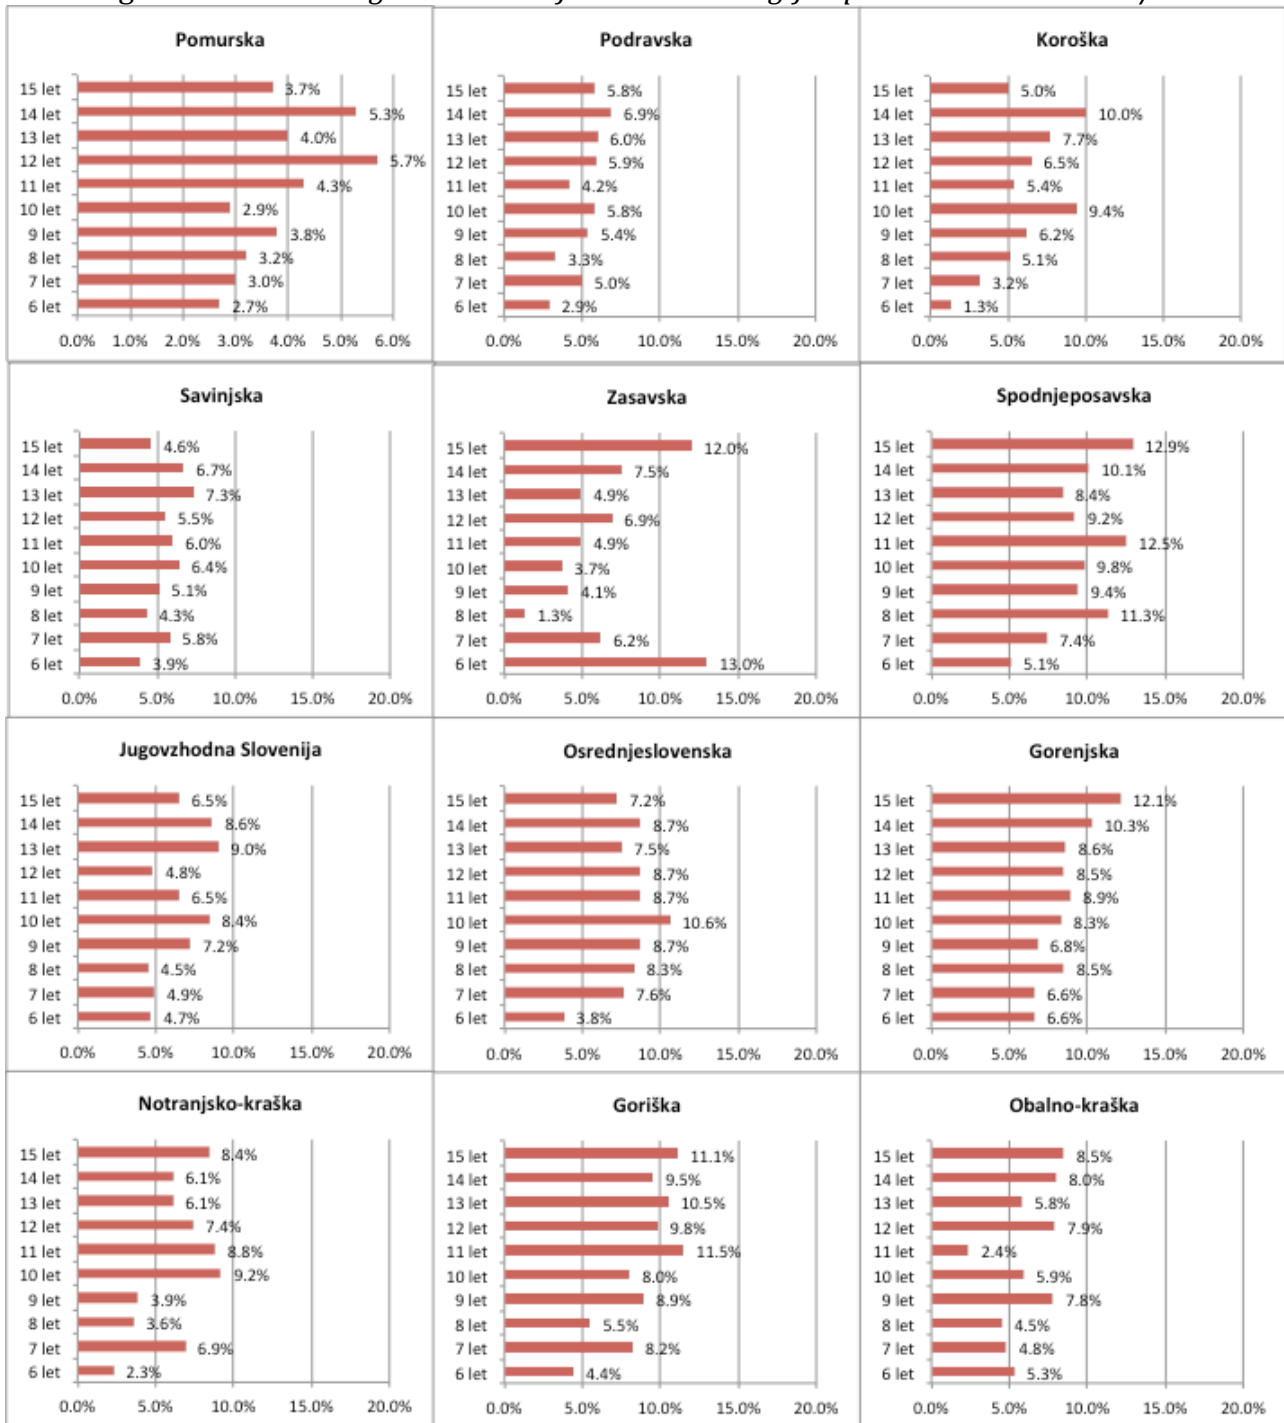 Pomurska
15 let 3.7%
14 let 5.3%
13 let 4.0%
12 let 5.7%
11 let 4.3%
10 let 2.9%
9 let 3.8%
8 let 3.2%
7 let 3.0%
6 let 2.7%
0.0% 1.0% 2.0% 3.0% 4.0% 5.0% 6.0%
Podravska
15 let 5.8%
14 let 6.9%
13 let 6.0%
12 let 5.9%
11 let 4.2%
10 let 5.8%
9 let 5.4%
8 let 3.3%
7 let 5.0%
6 let 2.9%
0.0% 5.0% 10.0% 15.0% 20.0%
Koroška
15 let 5.0%
14 let 10.0%
13 let 7.7%
12 let 6.5%
11 let 5.4%
10 let 9.4%
9 let 6.2%
8 let 5.1%
7 let 3.2%
6 let 1.3%
0.0% 5.0% 10.0% 15.0% 20.0%
Savinjska
15 let 4.6%
14 let 6.7%
13 let 7.3%
12 let 5.5%
11 let 6.0%
10 let 6.4%
9 let 5.1%
8 let 4.3%
7 let 5.8%
6 let 3.9%
0.0% 5.0% 10.0% 15.0% 20.0%
Zasavska
15 let 12.0%
14 let 7.5%
13 let 4.9%
12 let 6.9%
11 let 4.9%
10 let 3.7%
9 let 4.1%
8 let 1.3%
7 let 6.2%
6 let 13.0%
0.0% 5.0% 10.0% 15.0% 20.0%
Spodnjeposavska
15 let 12.9%
14 let 10.1%
13 let 8.4%
12 let 9.2%
11 let 12.5%
10 let 9.8%
9 let 9.4%
8 let 11.3%
7 let 7.4%
6 let 5.1%
0.0% 5.0% 10.0% 15.0% 20.0%
Jugovzhodna Slovenija
15 let 6.5%
14 let 8.6%
13 let 9.0%
12 let 4.8%
11 let 6.5%
10 let 8.4%
9 let 7.2%
8 let 4.5%
7 let 4.9%
6 let 4.7%
0.0% 5.0% 10.0% 15.0% 20.0%
Osrednjeslovenska
15 let 7.2%
14 let 8.7%
13 let 7.5%
12 let 8.7%
11 let 8.7%
10 let 10.6%
9 let 8.7%
8 let 8.3%
7 let 7.6%
6 let 3.8%
0.0% 5.0% 10.0% 15.0% 20.0%
Gorenjska
15 let 12.1%
14 let 10.3%
13 let 8.6%
12 let 8.5%
11 let 8.9%
10 let 8.3%
9 let 6.8%
8 let 8.5%
7 let 6.6%
6 let 6.6%
0.0% 5.0% 10.0% 15.0% 20.0%
Notranjsko-kraška
15 let 8.4%
14 let 6.1%
13 let 6.1%
12 let 7.4%
11 let 8.8%
10 let 9.2%
9 let 3.9%
8 let 3.6%
7 let 6.9%
6 let 2.3%
0.0% 5.0% 10.0% 15.0% 20.0%
Goriška
15 let 11.1%
14 let 9.5%
13 let 10.5%
12 let 9.8%
11 let 11.5%
10 let 8.0%
9 let 8.9%
8 let 5.5%
7 let 8.2%
6 let 4.4%
0.0% 5.0% 10.0% 15.0% 20.0%
Obalno-kraška
15 let 8.5%
14 let 8.0%
13 let 5.8%
12 let 7.9%
11 let 2.4%
10 let 5.9%
9 let 7.8%
8 let 4.5%
7 let 4.8%
6 let 5.3%
0.0% 5.0% 10.0% 15.0% 20.0%